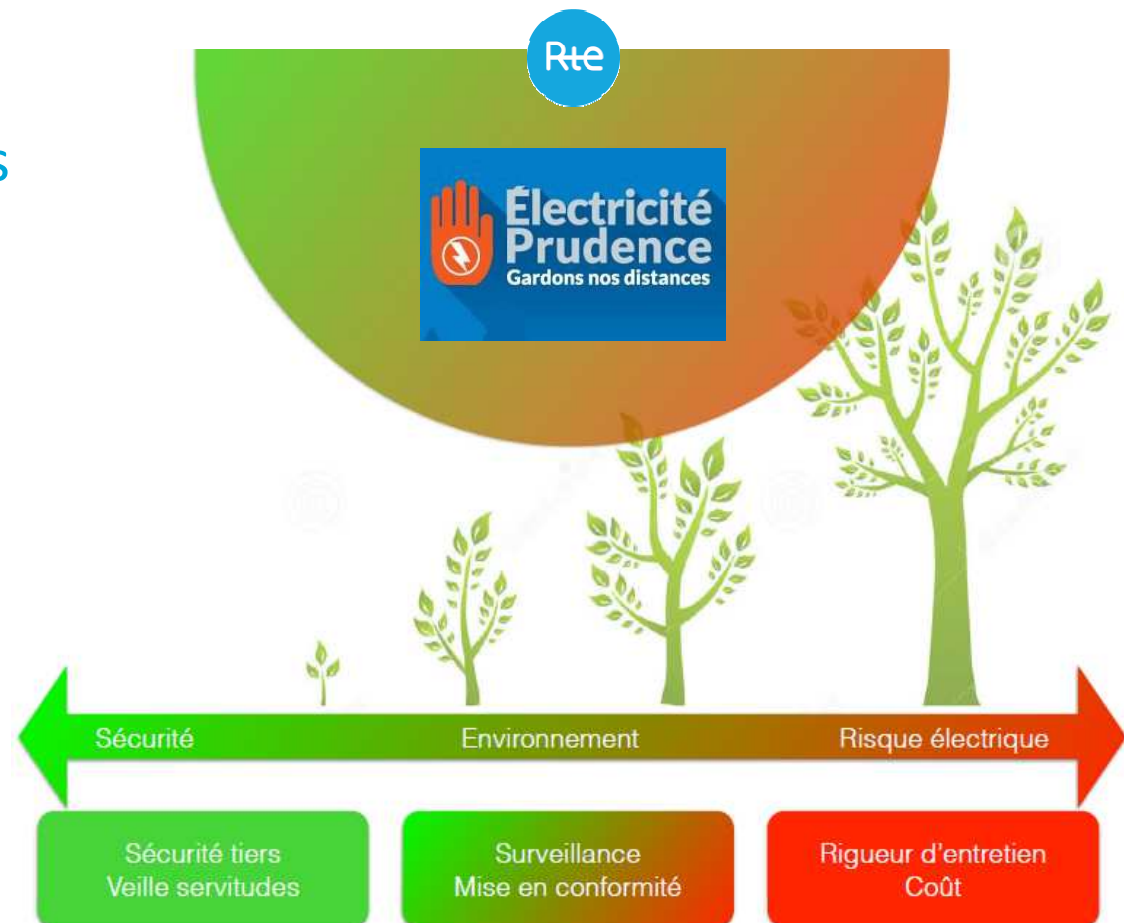 Rte
s
Électricité
Prudence
Gardons nos distances
Sécurité
Environnement
Risque électrique
Sécurité tiers
Veille servitudes
Surveillance
Mise en conformité
Rigueur d'entretien
Coût